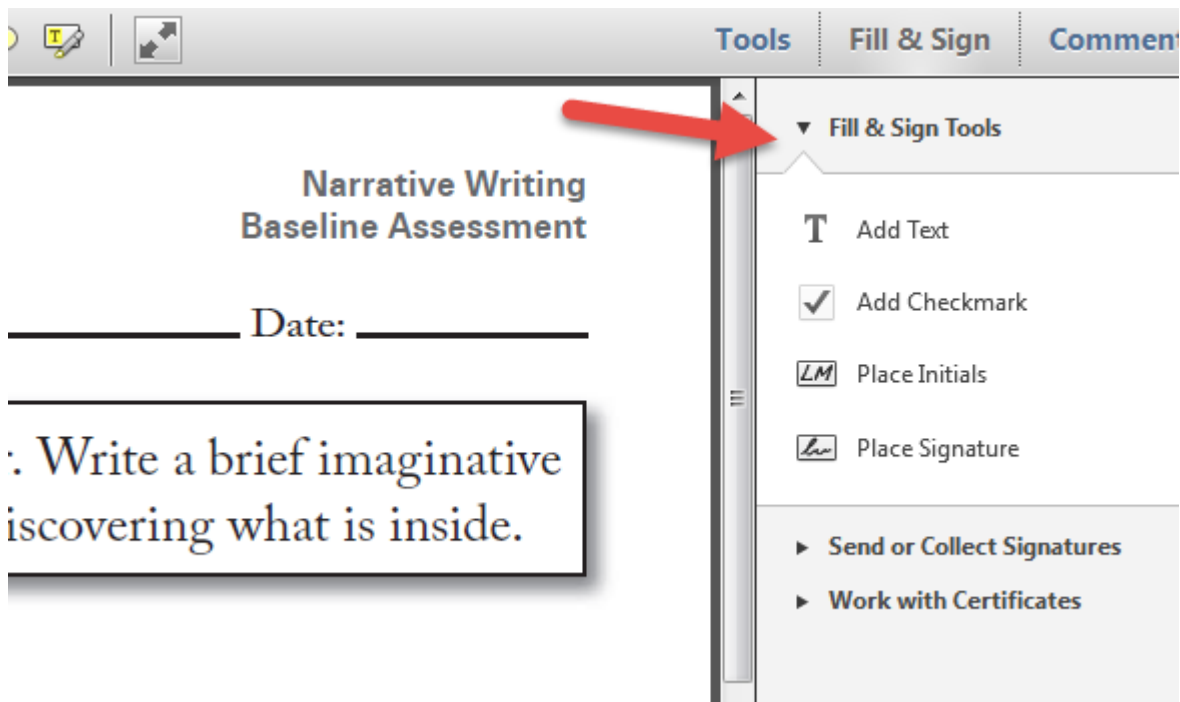 T
Tools Fill & Sign Comment
Narrative Writing
Baseline Assessment
Date:
r. Write a brief imaginative
iscovering what is inside.
Fill & Sign Tools
T Add Text
Add Checkmark
LM Place Initials
Place Signature
Send or Collect Signatures
Work with Certificates